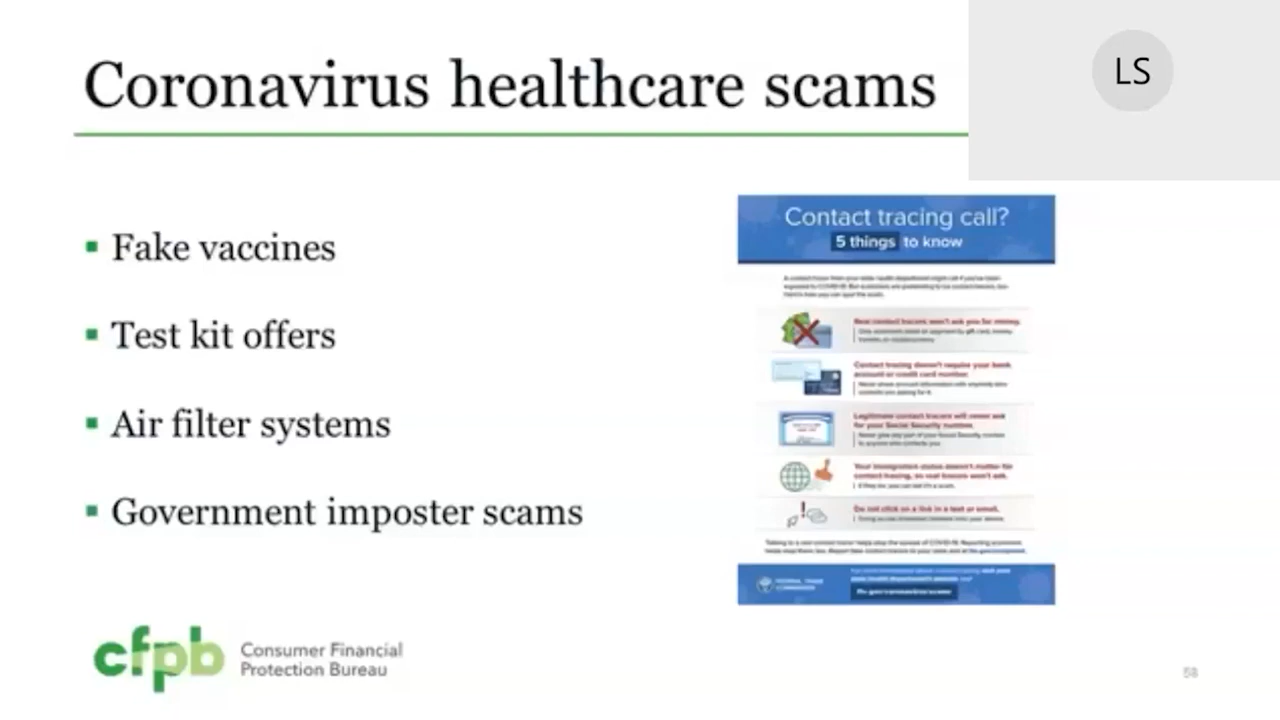 Coronavirus healthcare scams
LS
Fake vaccines
Test kit offers
Air filter systems
Government imposter scams
Contact tracing call?
5 things to know
Real contact tracers won't ask you for money.
Contact tracing doesn't require your bank
account or credit card number.
Legitimate contact tracers will never ask
for your Social Security number.
Your immigration status doesn't matter for
contact tracing, so real tracers won't ask.
Do not click on a link in a text or email.
FEDERAL TRADE
COMMISSION
cfpb
Consumer Financial
Protection Bureau
58